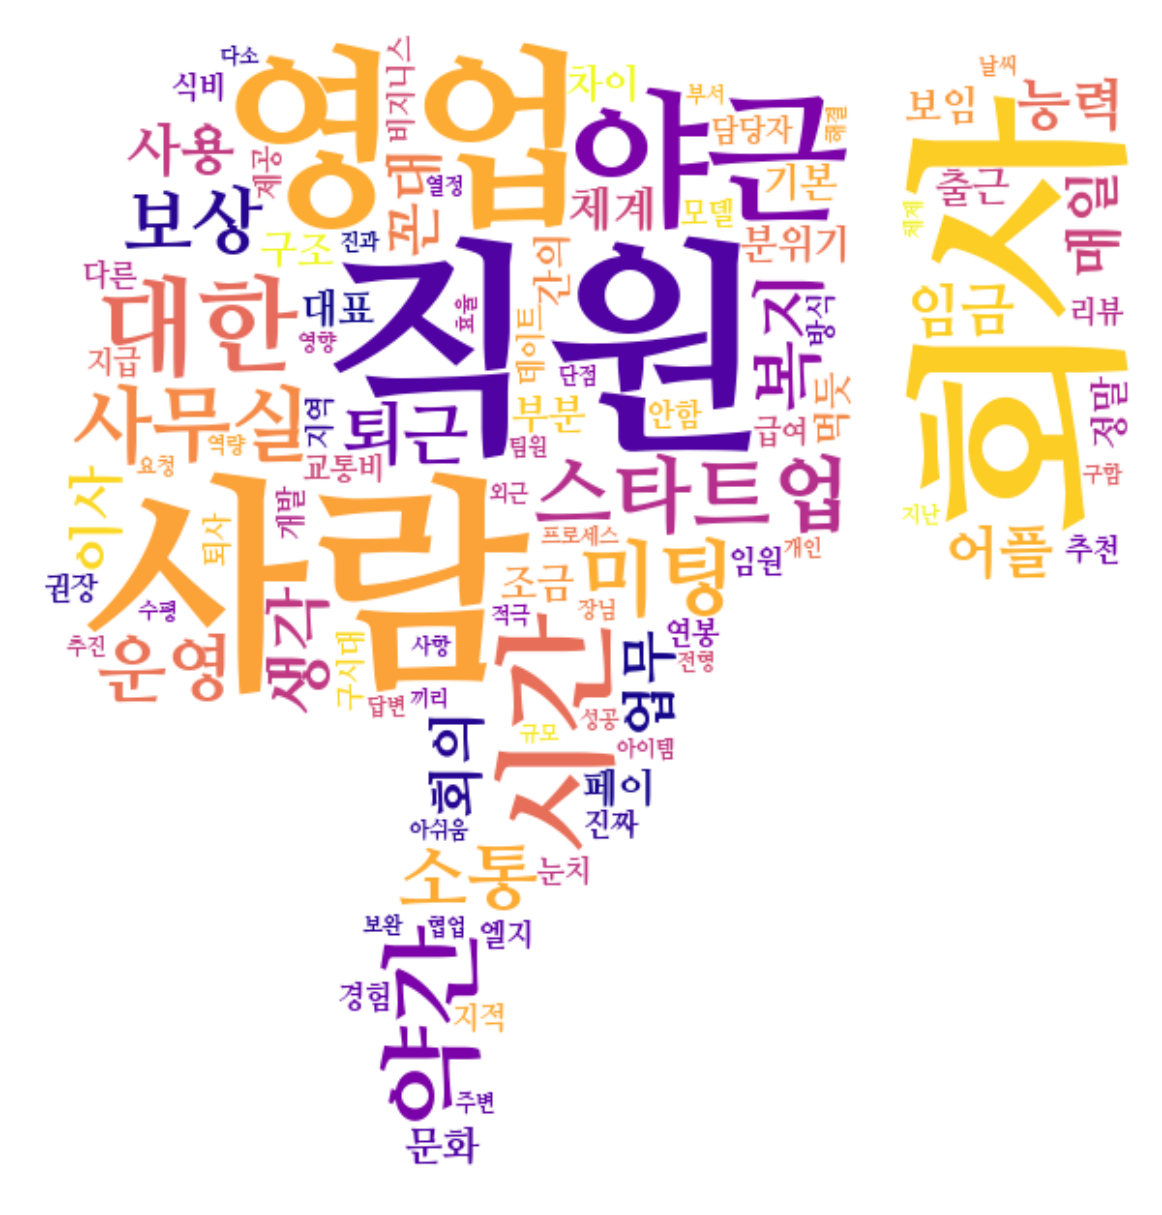 다소
식비
영업
비지니스
차이
부서
날씨
사용
제공
꼰대
열정
야근
담당자
해결
보임
능력
보상
구조
진과
체계
모델
기본
회사
출근
매일
체제
다른
대한
대표
효율
직원
간의
분위기
복지
방식
임금
리뷰
지급
영향
데이트
단점
사무실
지역
역량
퇴근
부분
안함
급여
먹듯
정말
요청
교통비
팀원
스타트업
구함
이사
사람
퇴사
개발
외근
프로세스
미팅
임원
개인
지난
어플
추천
권장
수평
생각
조금
적극
장님
추진
운영
구시대
사항
시간
업무
연봉
전형
답변
끼리
회의
규모
성공
아이템
페이
아쉬움
진짜
소통
눈치
보완
협업
엘지
약간
경험
지적
주변
문화